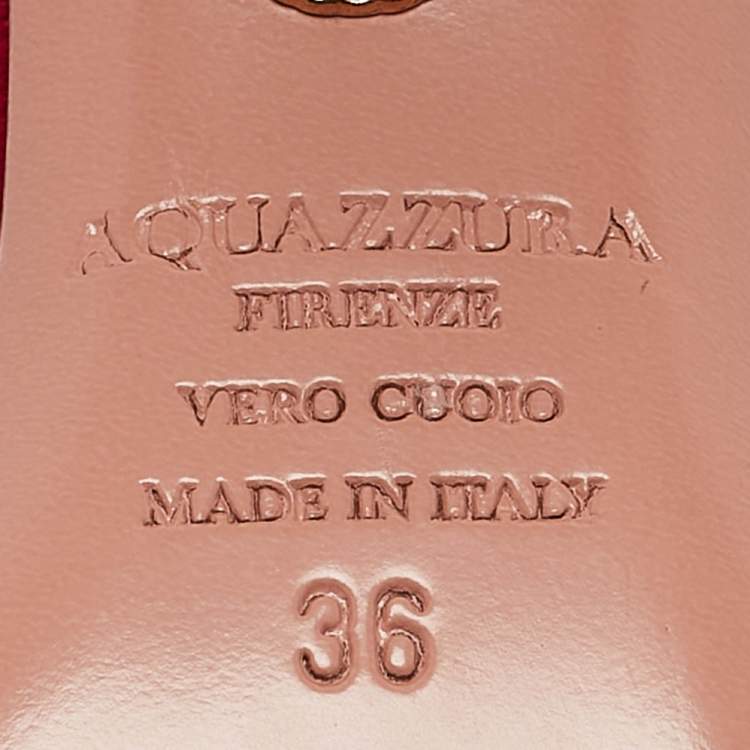 AQUAZZURA
FIRENZE
VERO CUOIO
MADE IN ITALY
36